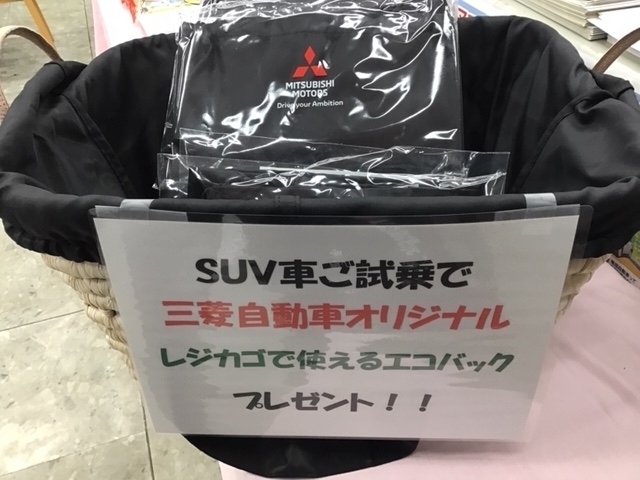 MITSUBISHI
MOTORS
Drive your Ambition
SUV車ご試乗で
三菱自動車オリジナル
レジカゴで使えるエコバック
プレゼント！！